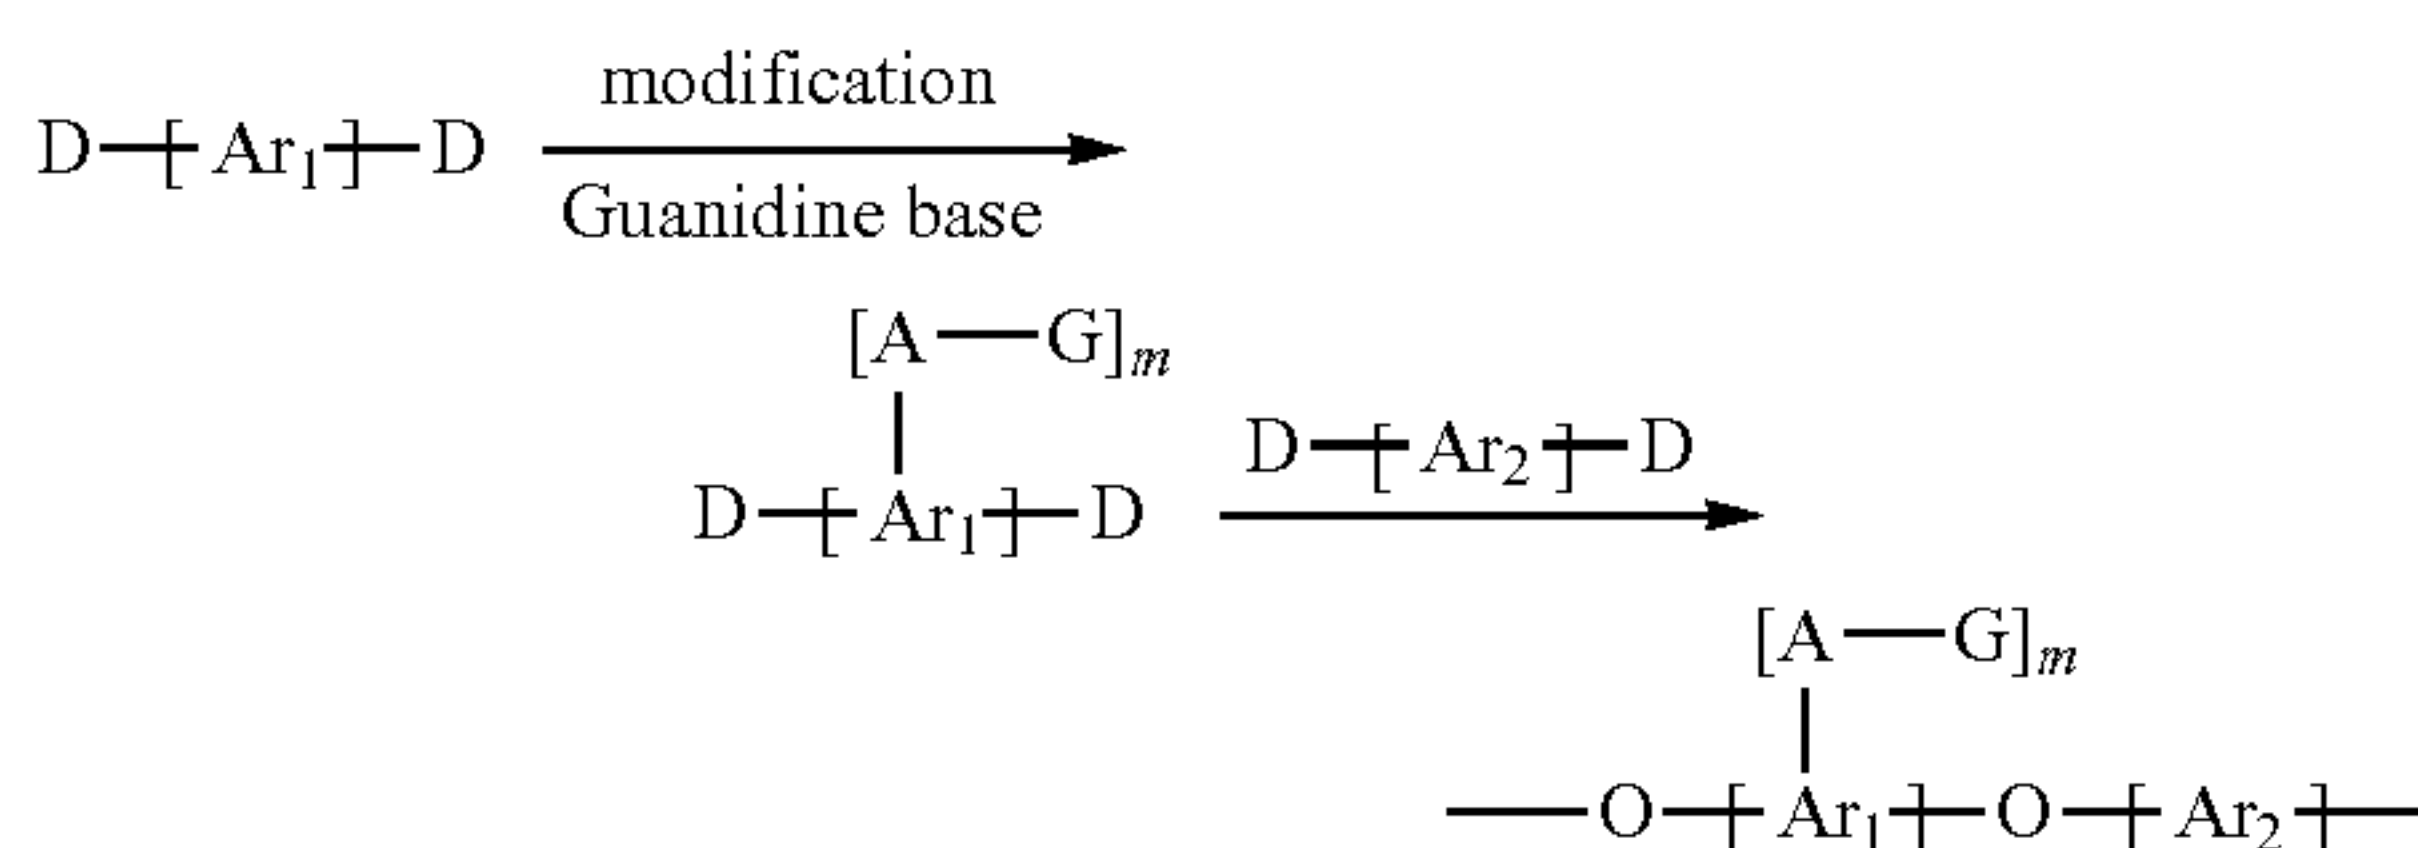 modification
D—[Ar1]—D
Guanidine base
[A—G]m
D—[Ar2]—D
D—[Ar1]—D
[A—G]m
—O—[Ar1]—O—[Ar2]—